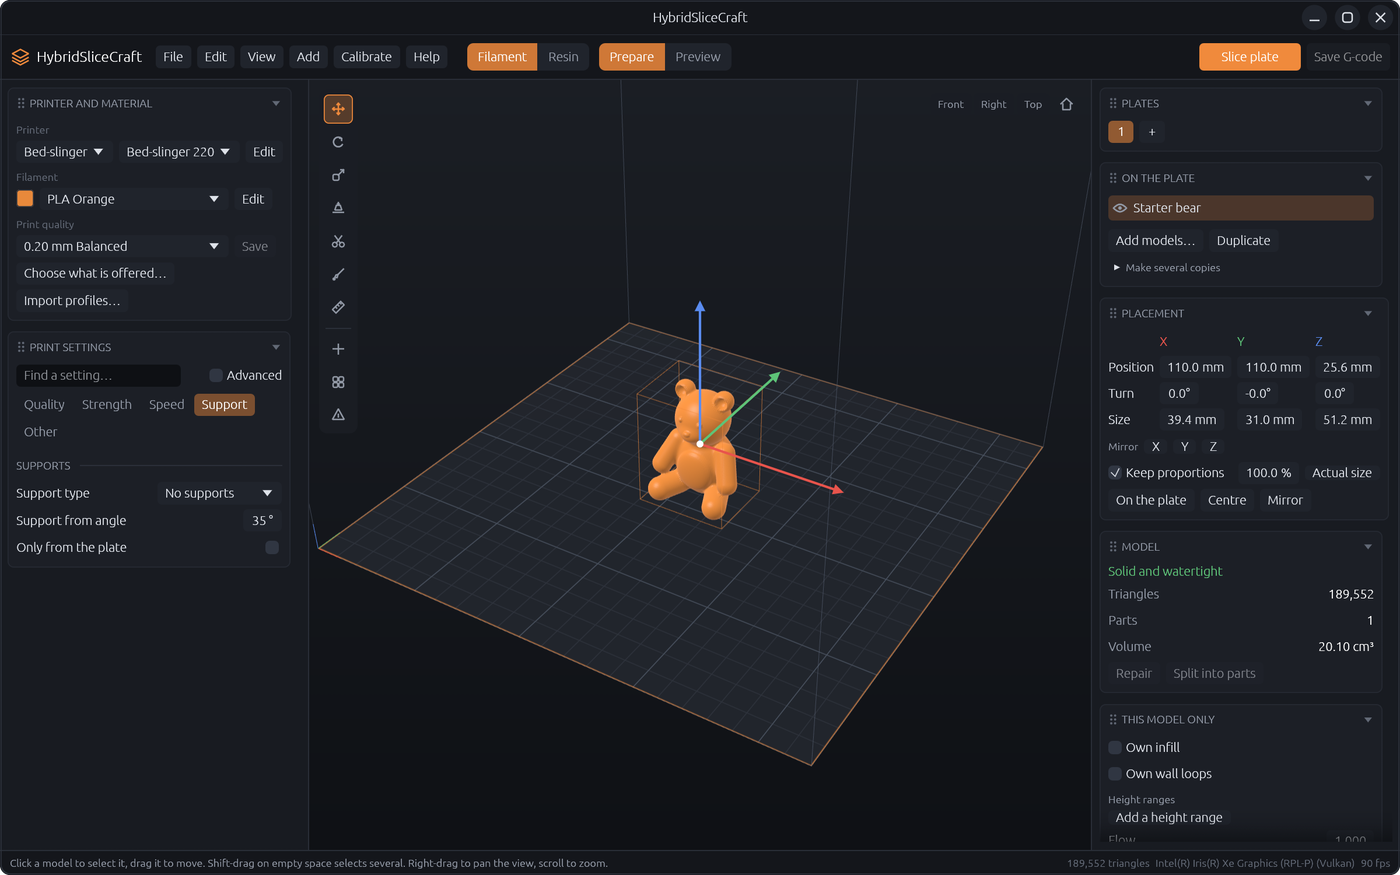 HybridSliceCraft
HybridSliceCraft File Edit View Add Calibrate Help Filament Resin Prepare Preview Slice plate Save G-code
PRINTER AND MATERIAL
Printer
Bed-slinger Bed-slinger 220 Edit
Filament
PLA Orange Edit
Print quality
0.20 mm Balanced Save
Choose what is offered…
Import profiles…
PRINT SETTINGS
Find a setting… Advanced
Quality Strength Speed Support
Other
SUPPORTS
Support type No supports
Support from angle 35 °
Only from the plate
Front Right Top
PLATES
1 +
ON THE PLATE
Starter bear
Add models… Duplicate
Make several copies
PLACEMENT
X Y Z
Position 110.0 mm 110.0 mm 25.6 mm
Turn 0.0° -0.0° 0.0°
Size 39.4 mm 31.0 mm 51.2 mm
Mirror X Y Z
Keep proportions 100.0 % Actual size
On the plate Centre Mirror
MODEL
Solid and watertight
Triangles 189,552
Parts 1
Volume 20.10 cm³
Repair Split into parts
THIS MODEL ONLY
Own infill
Own wall loops
Height ranges
Add a height range
Flow 1.000
Click a model to select it, drag it to move. Shift-drag on empty space selects several. Right-drag to pan the view, scroll to zoom.
189,552 triangles Intel(R) Iris(R) Xe Graphics (RPL-P) (Vulkan) 90 fps